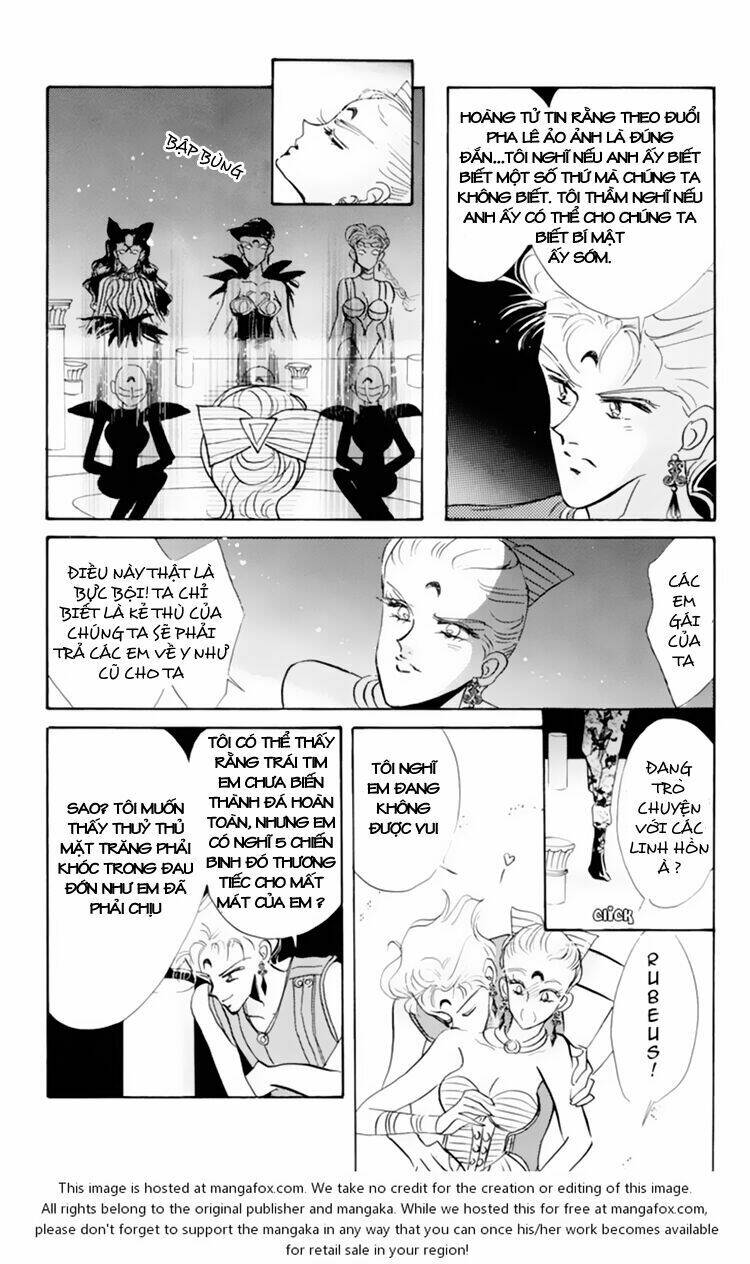 BẬP BÙNG
HOÀNG TỬ TIN RẰNG THEO ĐUỔI
PHA LÊ ẢO ẢNH LÀ ĐÚNG
ĐẮN...TÔI NGHĨ NẾU ANH ẤY BIẾT
BIẾT MỘT SỐ THỨ MÀ CHÚNG TA
KHÔNG BIẾT. TÔI THẦM NGHĨ NẾU
ANH ẤY CÓ THỂ CHO CHÚNG TA
BIẾT BÍ MẬT
ẤY SỚM.
ĐIỀU NÀY THẬT LÀ
BỰC BỘI! TA CHỈ
BIẾT LÀ KẺ THÙ CỦA
CHÚNG TA SẼ PHẢI
TRẢ CÁC EM VỀ Y NHƯ
CŨ CHO TA
CÁC
EM
GÁI
CỦA
TA
ĐANG
TRÒ
CHUYỆN
VỚI CÁC
LINH HỒN
À ?
CLICK
RUBEUS!
TÔI NGHĨ
EM ĐANG
KHÔNG
ĐƯỢC VUI
TÔI CÓ THỂ THẤY
RẰNG TRÁI TIM
EM CHƯA BIẾN
THÀNH ĐÁ HOÀN
TOÀN, NHƯNG EM
CÓ NGHĨ 5 CHIẾN
BINH ĐÓ THƯƠNG
TIẾC CHO MẤT
MÁT CỦA EM ?
SAO? TÔI MUỐN
THẤY THUỶ THỦ
MẶT TRĂNG PHẢI
KHÓC TRONG ĐAU
ĐỚN NHƯ EM ĐÃ
PHẢI CHỊU
This image is hosted at mangafox.com. We take no credit for the creation or editing of this image.
All rights belong to the original publisher and mangaka. While we hosted this for free at mangafox.com,
please don't forget to support the mangaka in any way that you can once his/her work becomes available
for retail sale in your region!